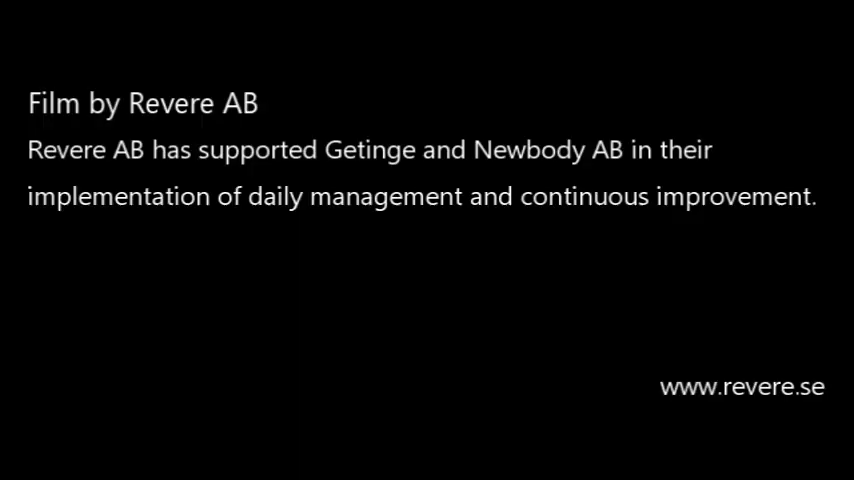 Film by Revere AB
Revere AB has supported Getinge and Newbody AB in their
implementation of daily management and continuous improvement.
www.revere.se